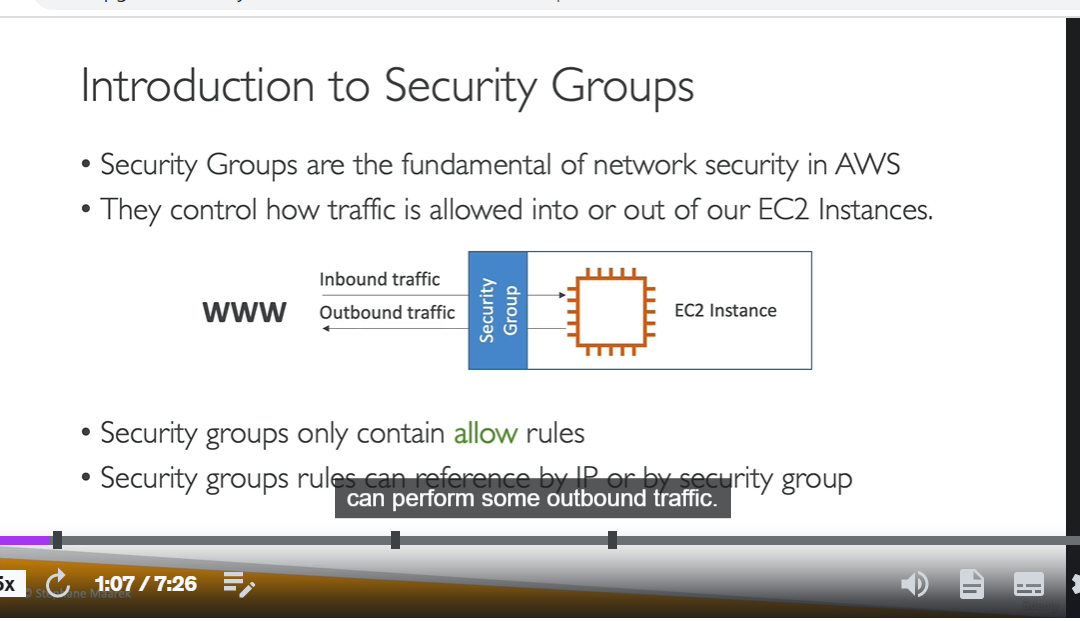 Introduction to Security Groups
• Security Groups are the fundamental of network security in AWS
• They control how traffic is allowed into or out of our EC2 Instances.
Inbound traffic
WWW
Outbound traffic
Security
Group
EC2 Instance
• Security groups only contain allow rules
• Security groups rules can reference by IP or by security group
can perform some outbound traffic.
1:07 / 7:26
© Stephane Maarek